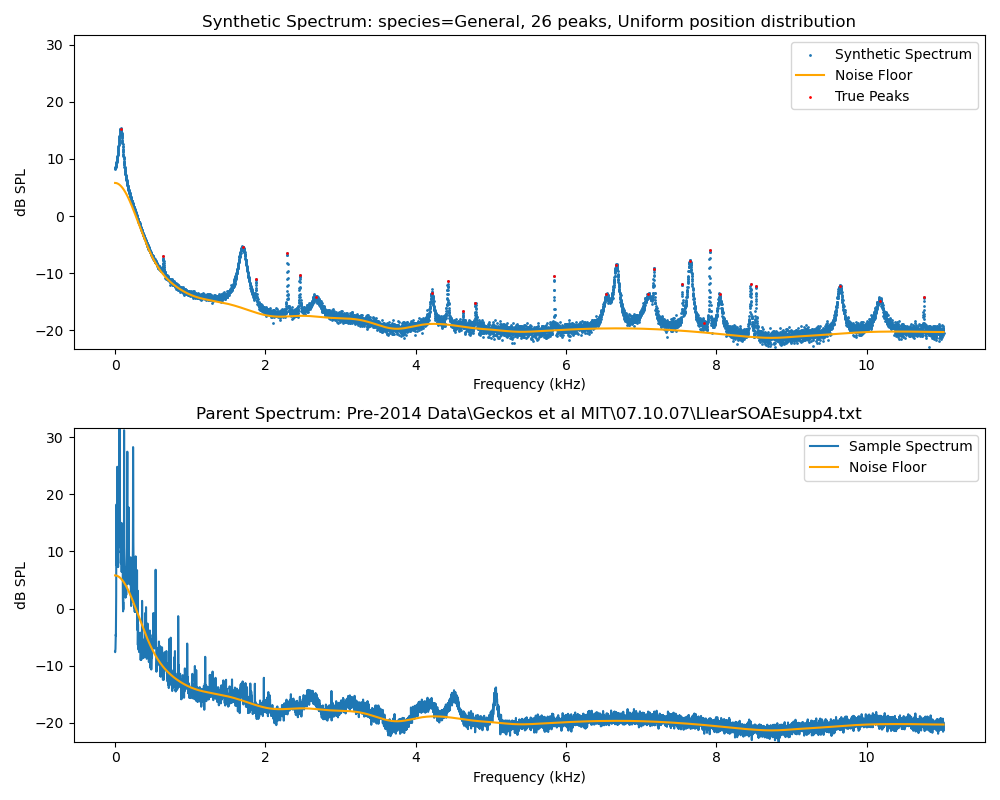 Synthetic Spectrum: species=General, 26 peaks, Uniform position distribution
dB SPL
30
20
10
0
−10
−20
Synthetic Spectrum
Noise Floor
True Peaks
0
2
4
6
8
10
Frequency (kHz)
Parent Spectrum: Pre-2014 Data\Geckos et al MIT\07.10.07\LlearSOAEsupp4.txt
dB SPL
30
20
10
0
−10
−20
Sample Spectrum
Noise Floor
0
2
4
6
8
10
Frequency (kHz)